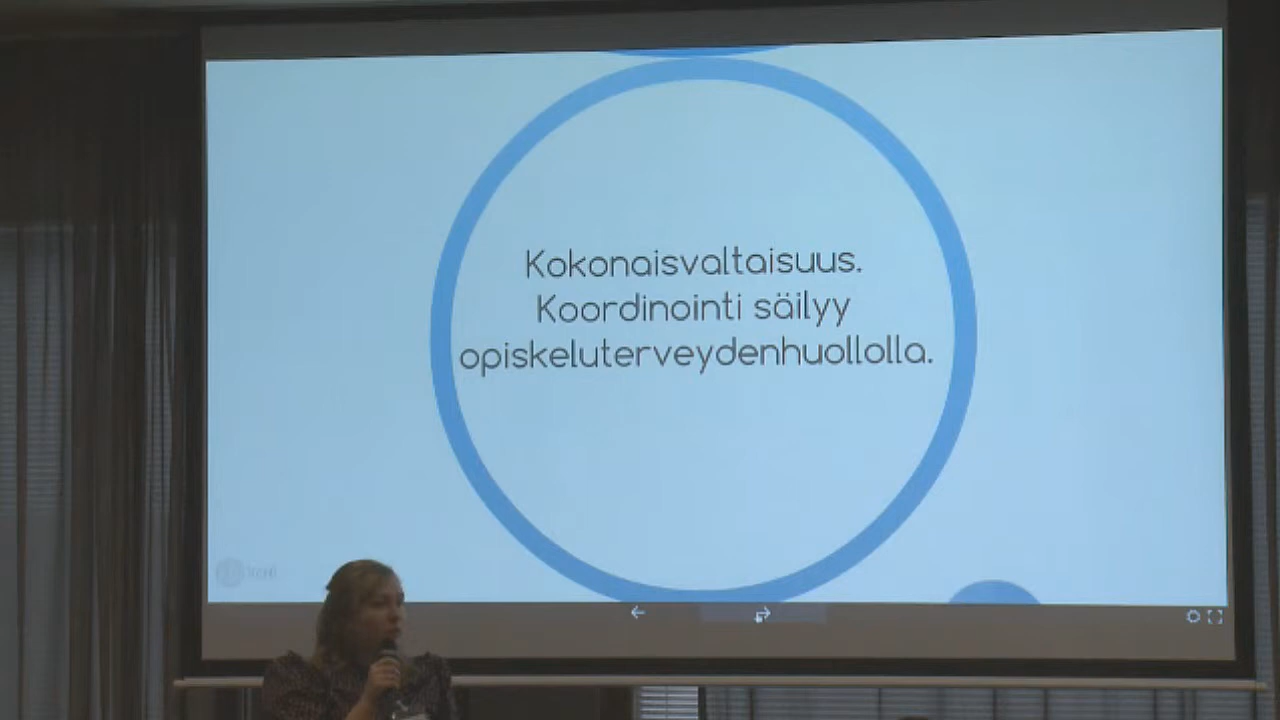 Kokonaisvaltaisuus.
Koordinointi säilyy
opiskeluterveydenhuollolla.